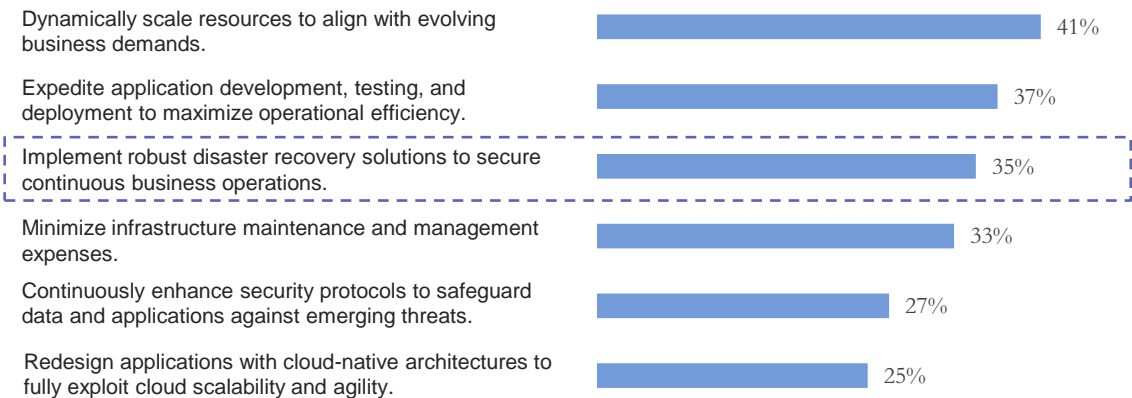 Dynamically scale resources to align with evolving
business demands.
41%
Expedite application development, testing, and
deployment to maximize operational efficiency.
37%
Implement robust disaster recovery solutions to secure
continuous business operations.
35%
Minimize infrastructure maintenance and management
expenses.
33%
Continuously enhance security protocols to safeguard
data and applications against emerging threats.
27%
Redesign applications with cloud-native architectures to
fully exploit cloud scalability and agility.
25%